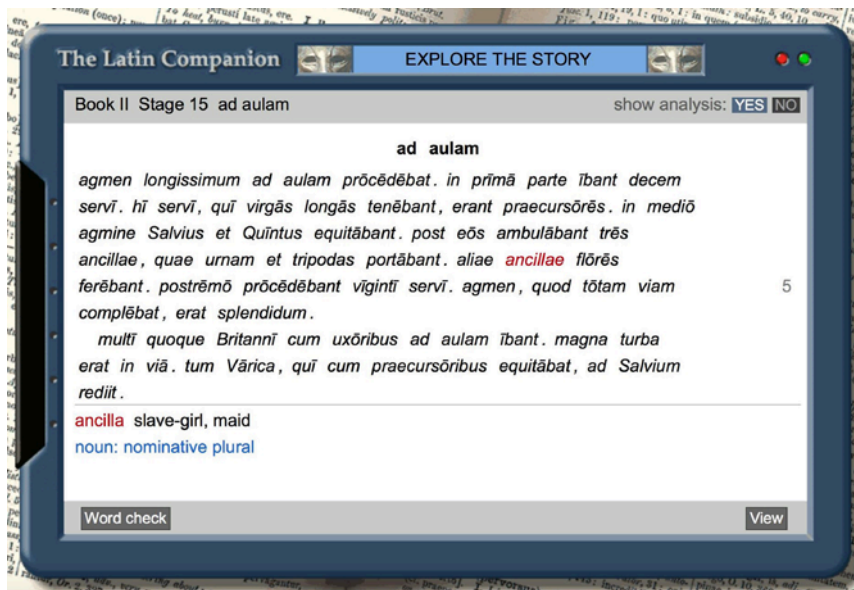 The Latin Companion
EXPLORE THE STORY
Book II Stage 15 ad aulam
show analysis: YES NO
ad aulam
agmen longissimum ad aulam prōcēdēbat. in prīmā parte ībant decem
servī. hī servī, quī virgās longās tenēbant, erant praecursōrēs. in mediō
agmine Salvius et Quīntus equitābant. post eōs ambulābant trēs
ancillae, quae urnam et tripodas portābant. aliae ancillae flōrēs
ferēbant. postrēmō prōcēdēbant vīgintī servī. agmen, quod tōtam viam
5
complēbat, erat splendidum.
multī quoque Britannī cum uxōribus ad aulam ībant. magna turba
erat in viā. tum Vārica, quī cum praecursōribus equitābat, ad Salvium
rediit.
ancilla slave-girl, maid
noun: nominative plural
Word check
View